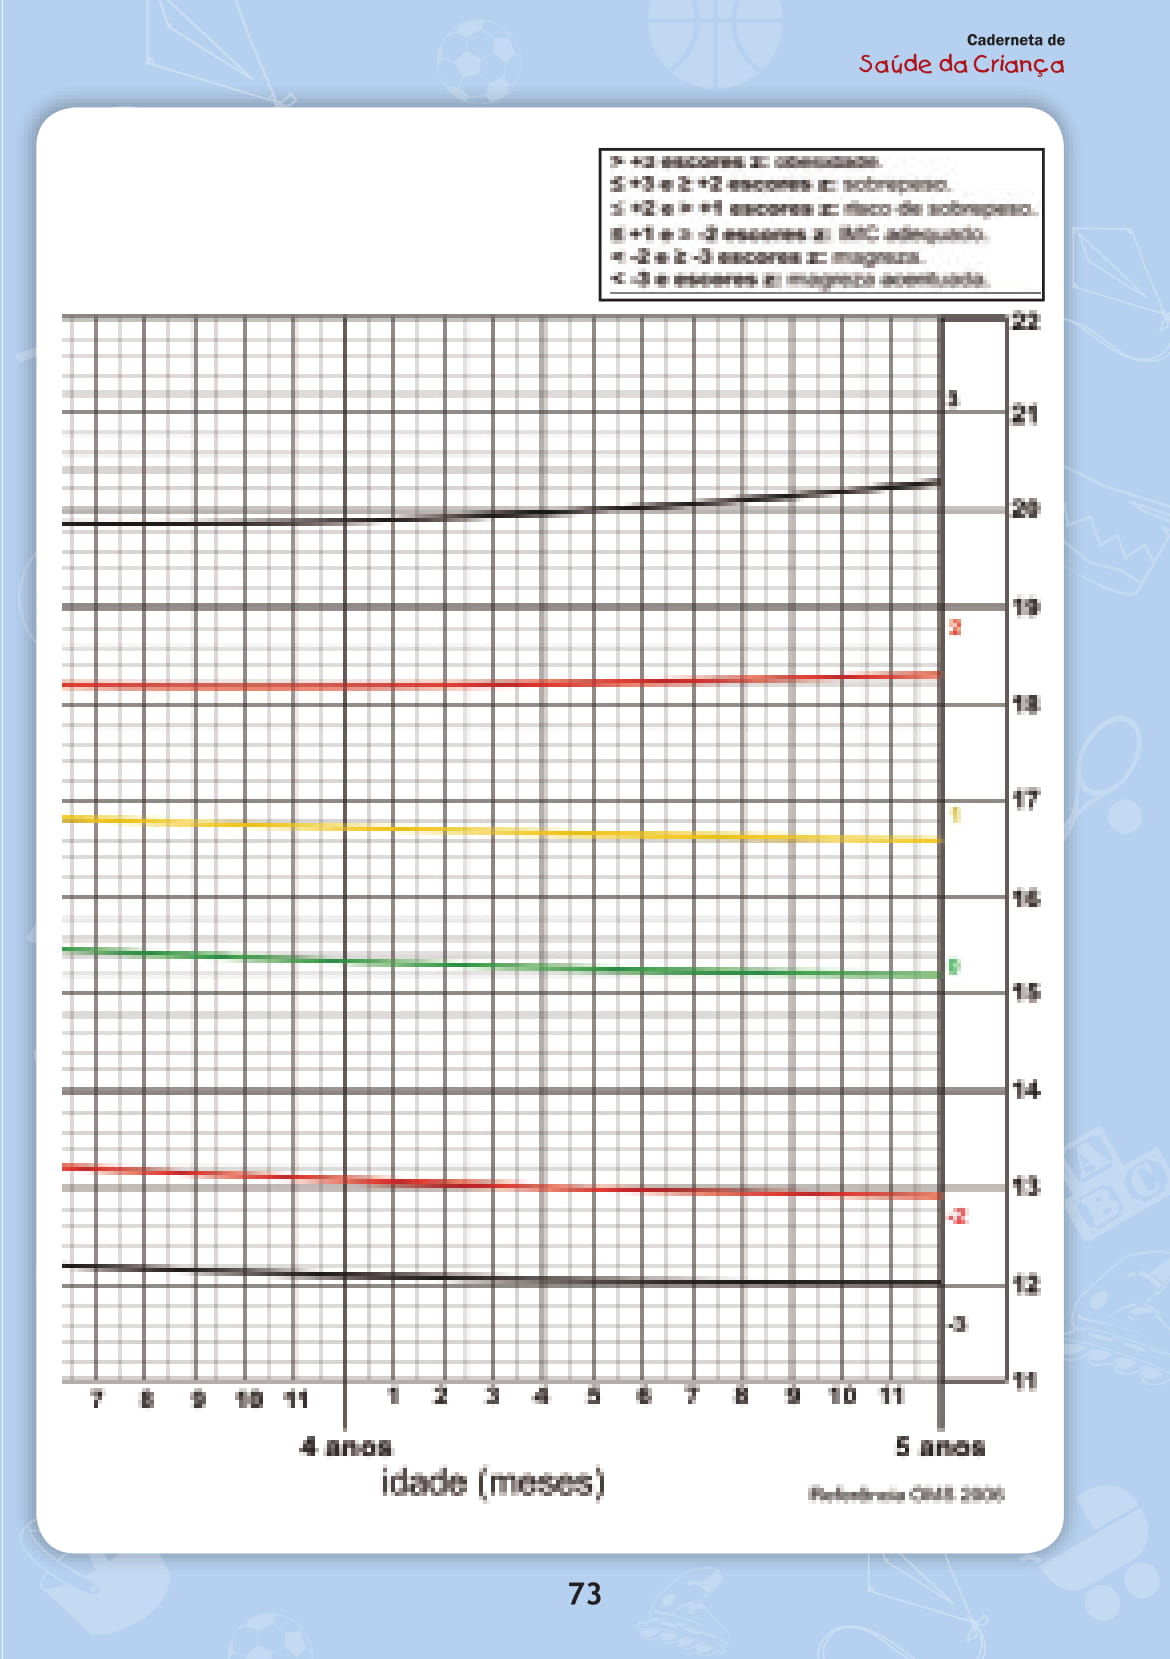 Caderneta de
Saúde da Criança
> +3 escores z: obesidade.
≤ +3 e ≥ +2 escores z: sobrepeso.
≤ +2 e > +1 escores z: risco de sobrepeso.
≤ +1 e ≥ -2 escores z: IMC adequado.
< -2 e ≥ -3 escores z: magreza.
< -3 e escores z: magreza acentuada.
22
3
21
20
19
2
18
17
1
16
0
15
14
13
-2
12
-3
11
7 8 9 10 11 1 2 3 4 5 6 7 8 9 10 11
4 anos 5 anos
idade (meses)
Referência OMS 2006
73
A
B C